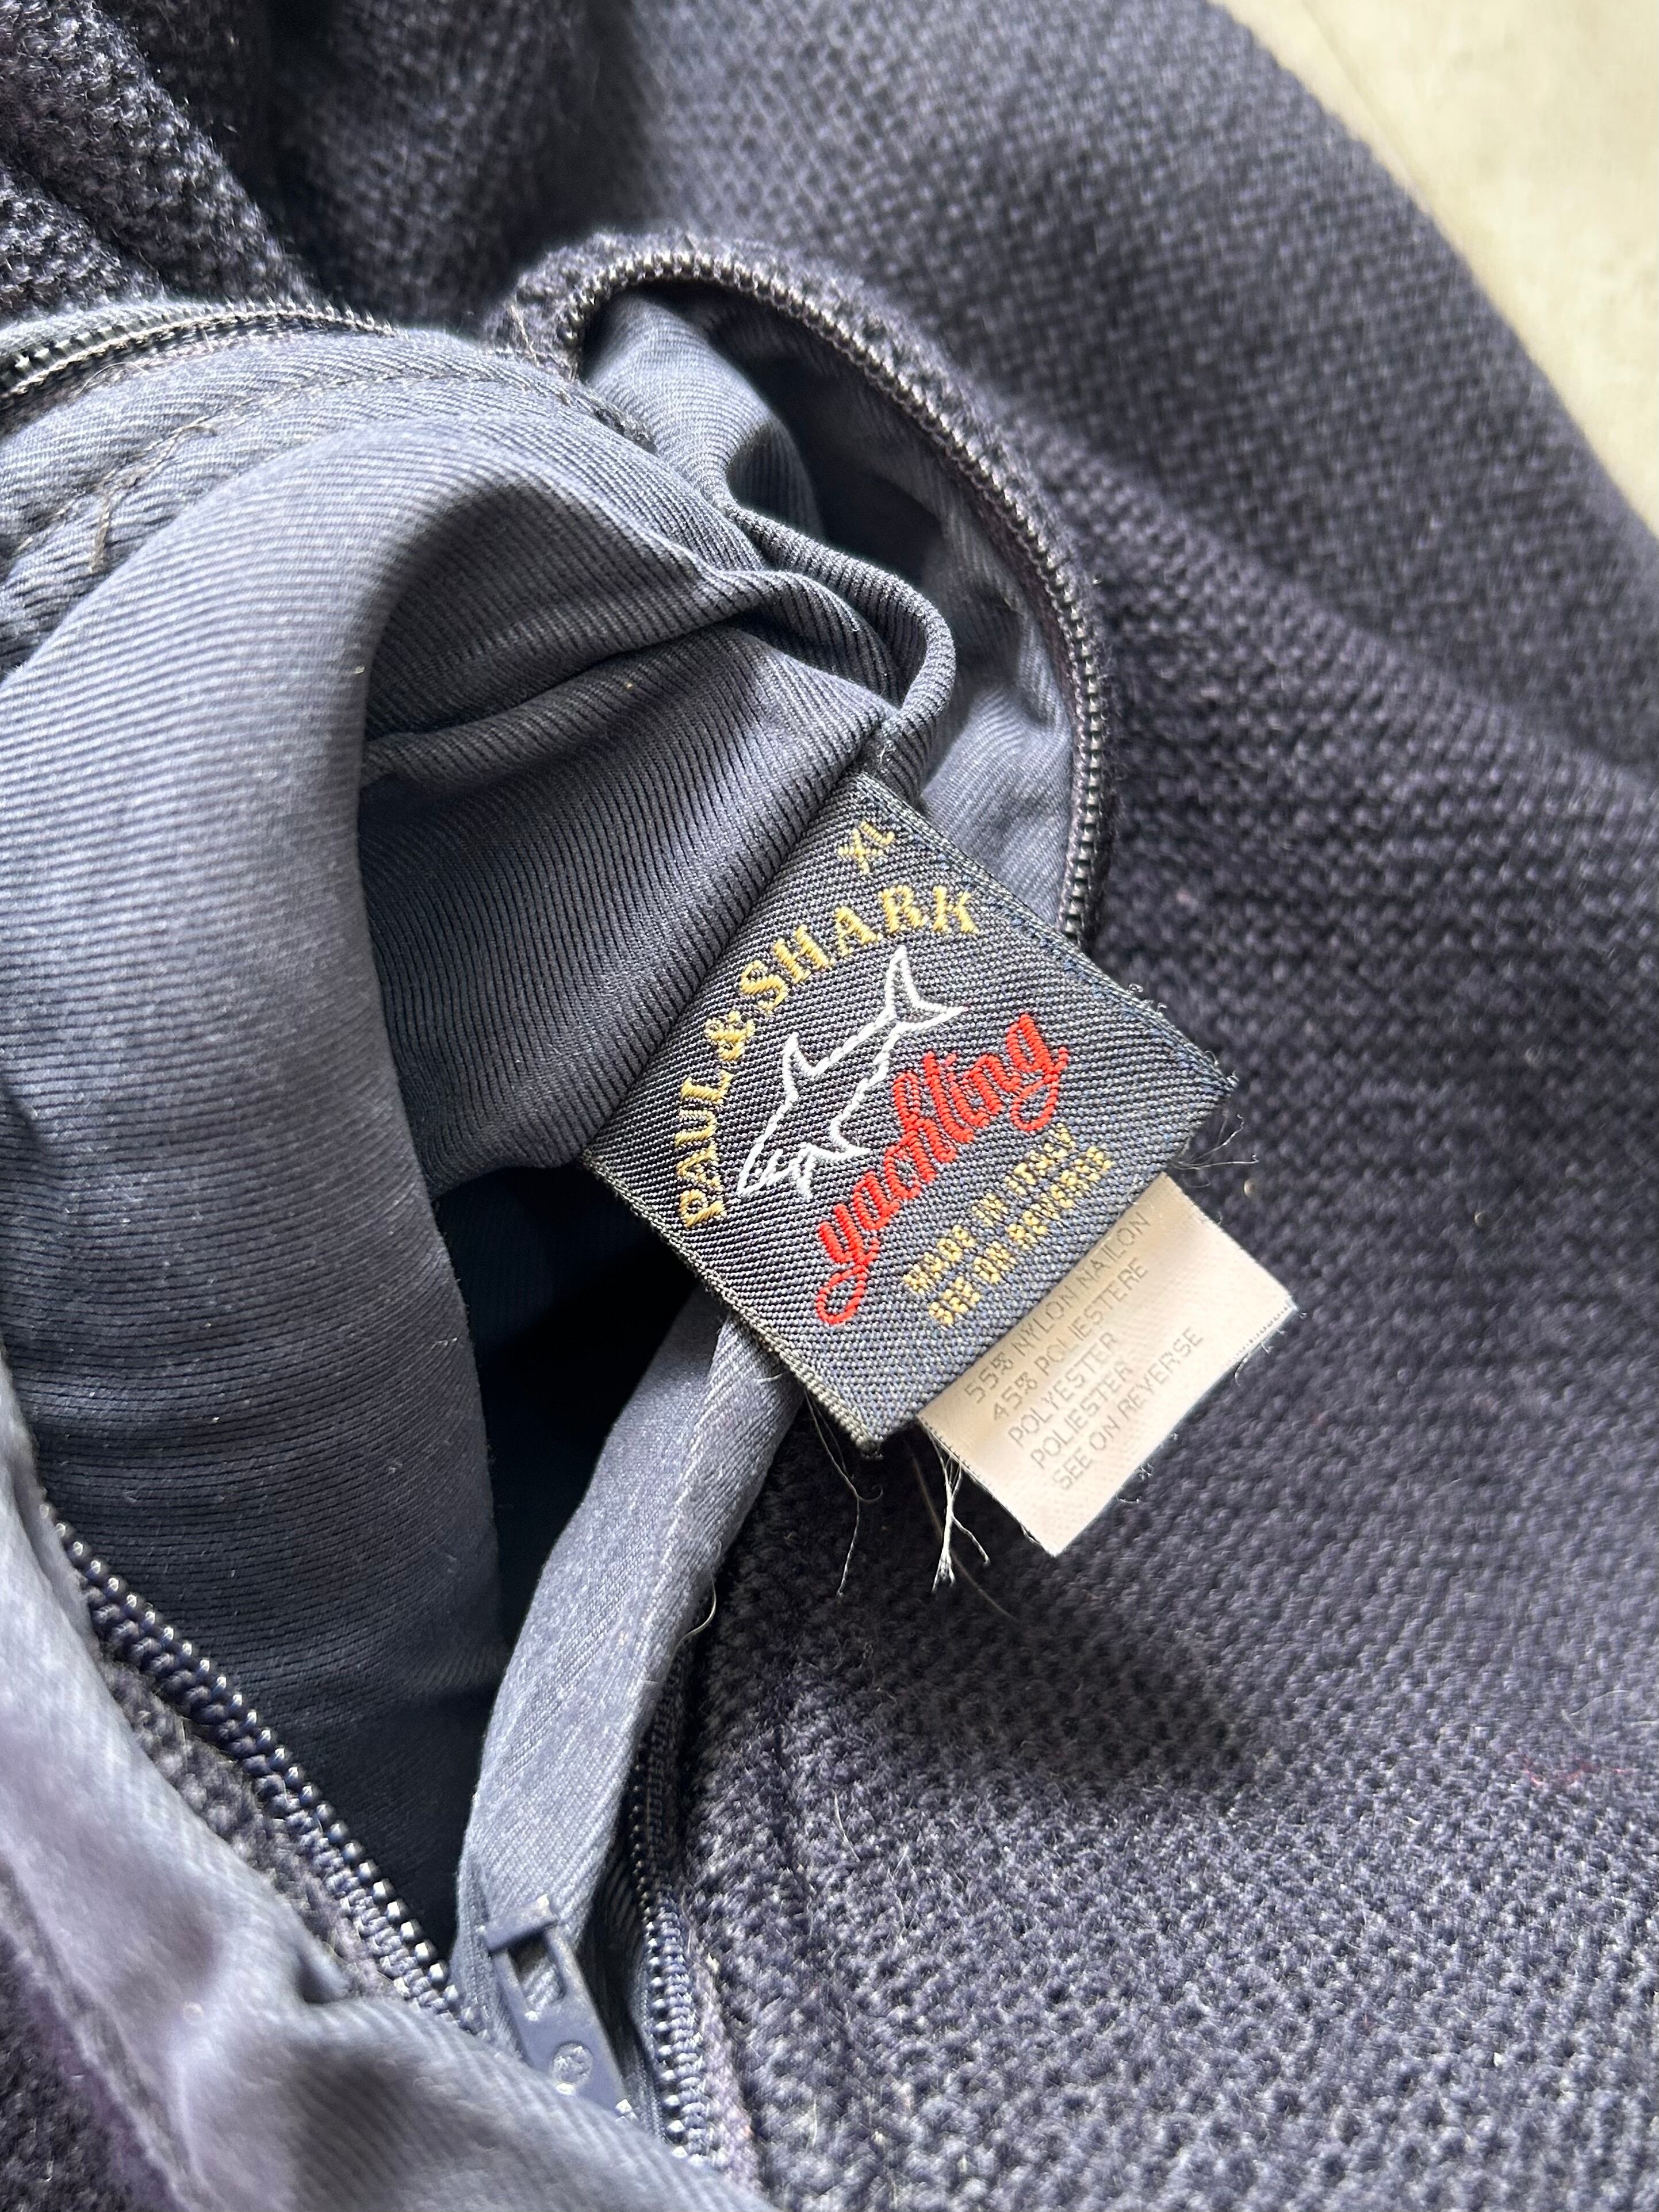 XL
PAUL & SHARK
yachting
MADE IN ITALY
SEE ON REVERSE
55% NYLON NAILON
45% POLIESTERE
POLYESTER
POLIESTER
SEE ON REVERSE